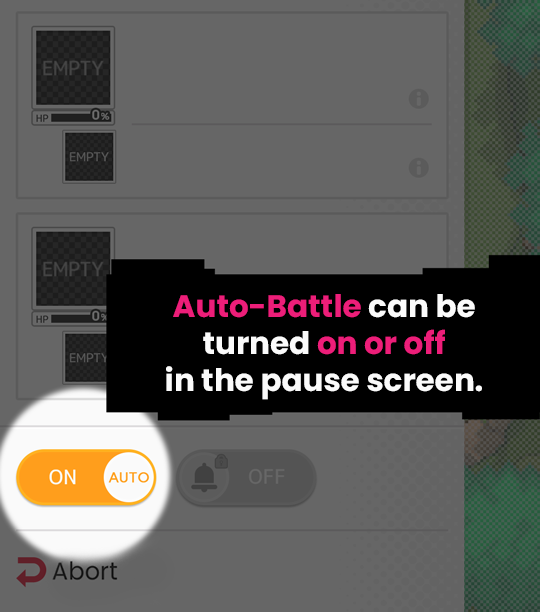 EMPTY
HP 0%
EMPTY
EMPTY
HP 0%
EMPTY
Auto-Battle can be
turned on or off
in the pause screen.
ON AUTO OFF
Abort